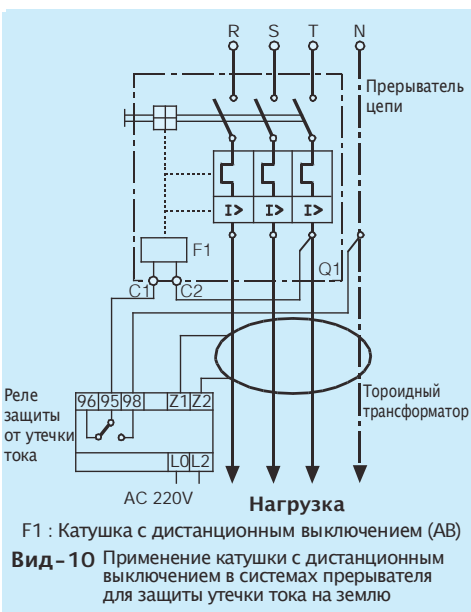 R S T N
Прерыватель
цепи
I> I> I>
F1
Q1
C1 C2
Реле
защиты
от утечки
тока
96 95 98 Z1 Z2
Тороидный
трансформатор
L0 L2
AC 220V
Нагрузка
F1 : Катушка с дистанционным выключением (АВ)
Вид-10 Применение катушки с дистанционным
выключением в системах прерывателя
для защиты утечки тока на землю